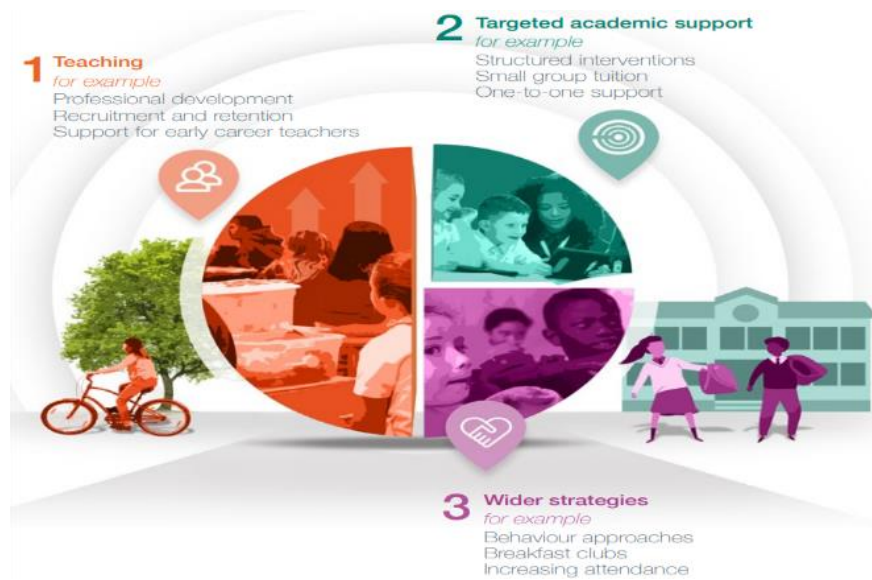 1 Teaching
for example
Professional development
Recruitment and retention
Support for early career teachers
2 Targeted academic support
for example
Structured interventions
Small group tuition
One-to-one support
3 Wider strategies
for example
Behaviour approaches
Breakfast clubs
Increasing attendance